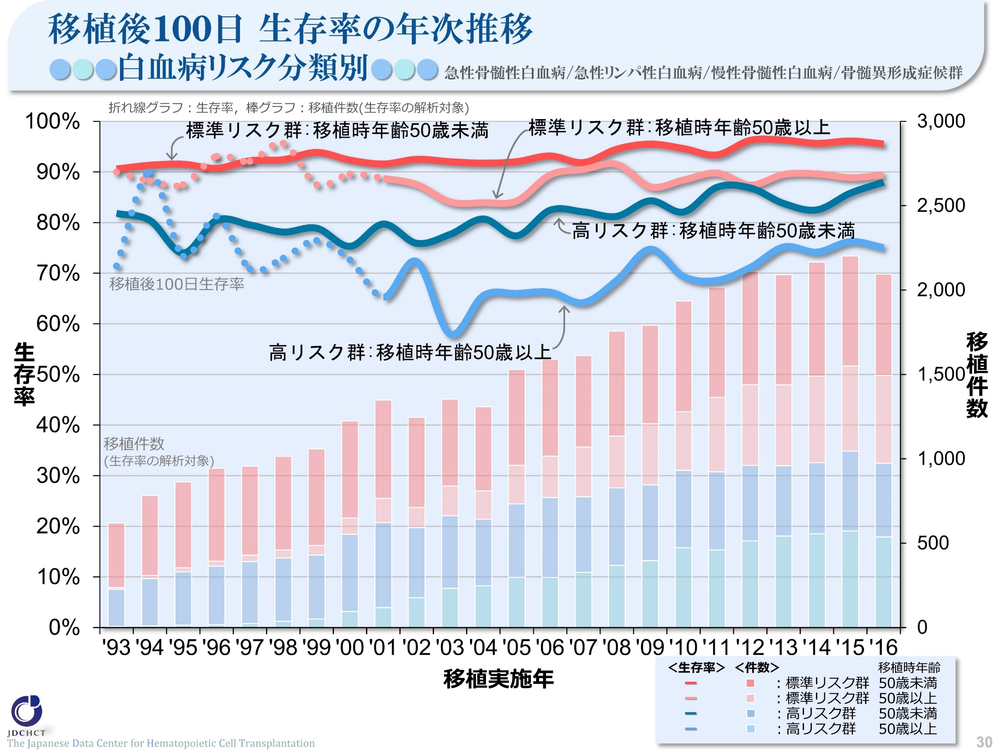 移植後100日 生存率の年次推移
白血病リスク分類別 急性骨髄性白血病/急性リンパ性白血病/慢性骨髄性白血病/骨髄異形成症候群
折れ線グラフ：生存率，棒グラフ：移植件数(生存率の解析対象)
標準リスク群：移植時年齢50歳未満
標準リスク群：移植時年齢50歳以上
高リスク群：移植時年齢50歳未満
高リスク群：移植時年齢50歳以上
移植後100日生存率
移植件数
(生存率の解析対象)
生存率
100%
90%
80%
70%
60%
50%
40%
30%
20%
10%
0%
移植件数
3,000
2,500
2,000
1,500
1,000
500
0
'93 '94 '95 '96 '97 '98 '99 '00 '01 '02 '03 '04 '05 '06 '07 '08 '09 '10 '11 '12 '13 '14 '15 '16
移植実施年
＜生存率＞ ＜件数＞ 移植時年齢
：標準リスク群 50歳未満
：標準リスク群 50歳以上
：高リスク群 50歳未満
：高リスク群 50歳以上
JDCHCT
The Japanese Data Center for Hematopoietic Cell Transplantation
30